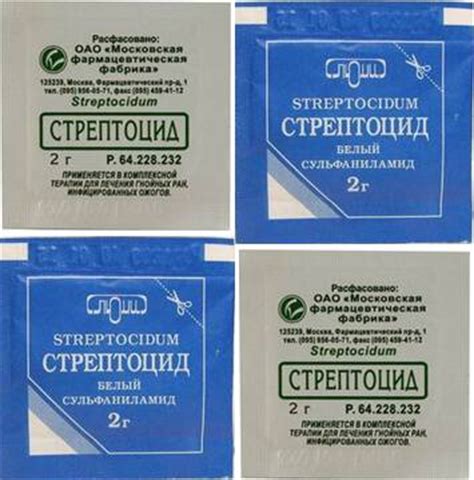 Расфасовано:
ОАО «Московская
фармацевтическая
фабрика»
125239, Москва, Фармацевтический пр-д, 1
тел. (095) 956-05-71, факс (095) 459-41-12
Streptocidum
СТРЕПТОЦИД
2 г Р. 64.228.232
ПРИМЕНЯЕТСЯ В КОМПЛЕКСНОЙ
ТЕРАПИИ ДЛЯ ЛЕЧЕНИЯ ГНОЙНЫХ РАН,
ИНФИЦИРОВАННЫХ ОЖОГОВ.
STREPTOCIDUM
СТРЕПТОЦИД
БЕЛЫЙ
СУЛЬФАНИЛАМИД
2г
STREPTOCIDUM
СТРЕПТОЦИД
БЕЛЫЙ
СУЛЬФАНИЛАМИД
2г
Расфасовано:
ОАО «Московская
фармацевтическая
фабрика»
125239, Москва, Фармацевтический пр-д, 1
тел. (095) 956-05-71, факс (095) 459-41-12
Streptocidum
СТРЕПТОЦИД
2 г Р. 64.228.232
ПРИМЕНЯЕТСЯ В КОМПЛЕКСНОЙ
ТЕРАПИИ ДЛЯ ЛЕЧЕНИЯ ГНОЙНЫХ РАН,
ИНФИЦИРОВАННЫХ ОЖОГОВ.